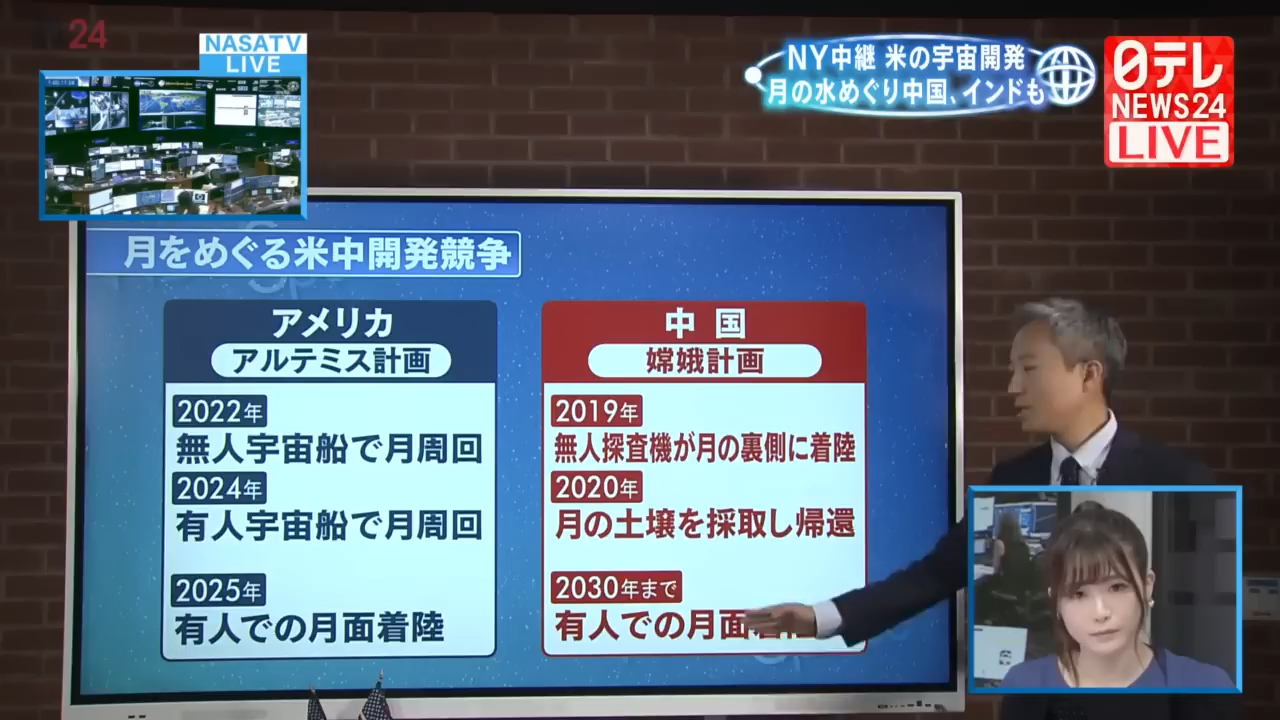 24
NASATV
LIVE
NY中継 米の宇宙開発
月の水めぐり中国、インドも
日テレ
NEWS24
LIVE
月をめぐる米中開発競争
アメリカ
アルテミス計画
2022年
無人宇宙船で月周回
2024年
有人宇宙船で月周回
2025年
有人での月面着陸
中国
嫦娥計画
2019年
無人探査機が月の裏側に着陸
2020年
月の土壌を採取し帰還
2030年まで
有人での月面